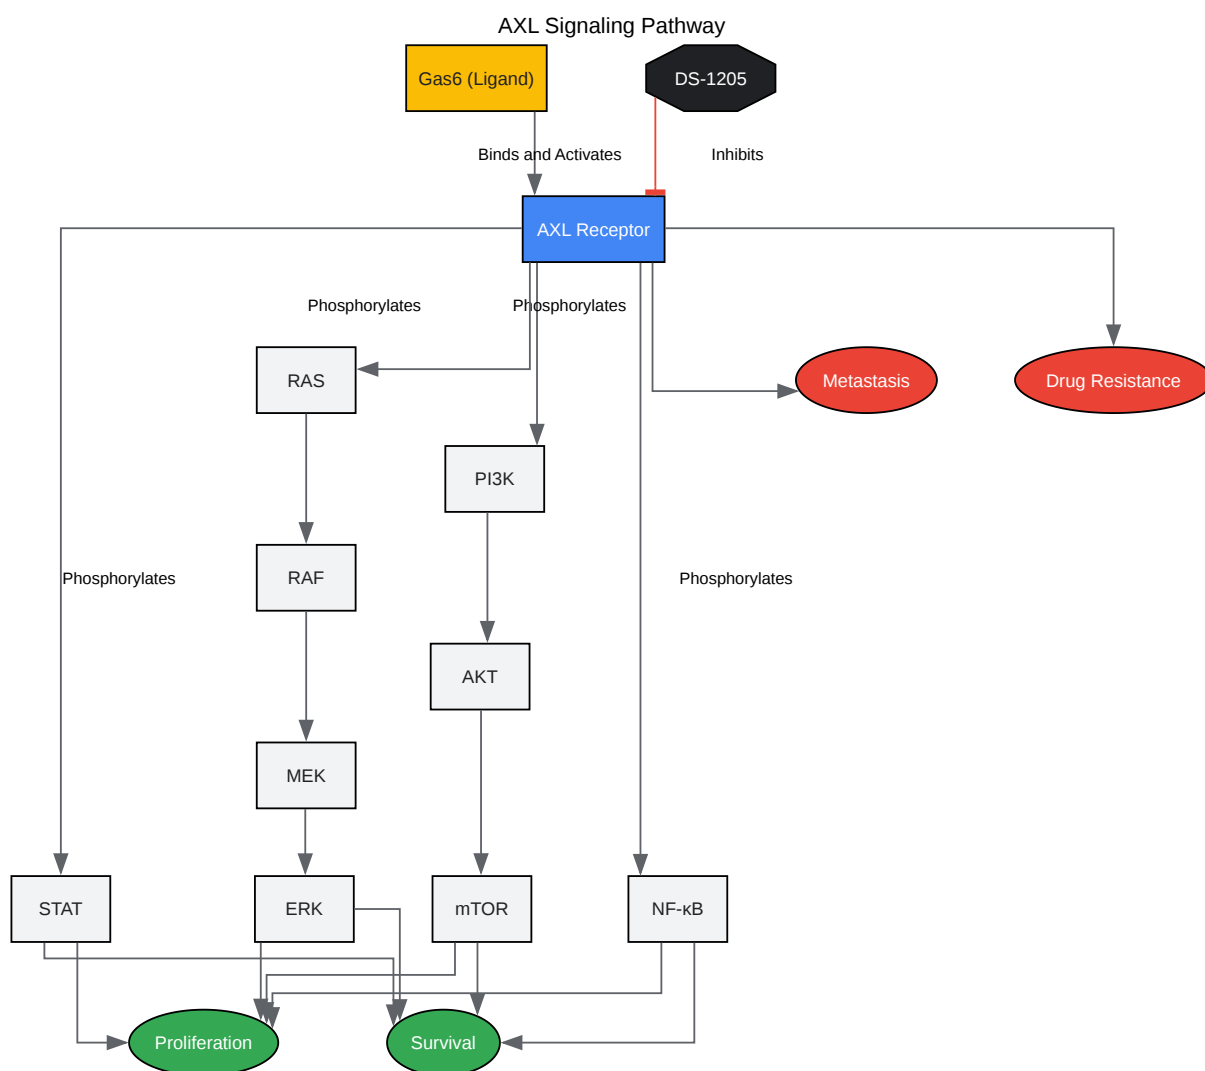 AXL Signaling Pathway
Gas6 (Ligand)
DS-1205
Binds and Activates
Inhibits
AXL Receptor
Phosphorylates
Phosphorylates
RAS
Metastasis
Drug Resistance
PI3K
RAF
Phosphorylates
Phosphorylates
AKT
MEK
STAT
ERK
mTOR
NF-κB
Proliferation
Survival